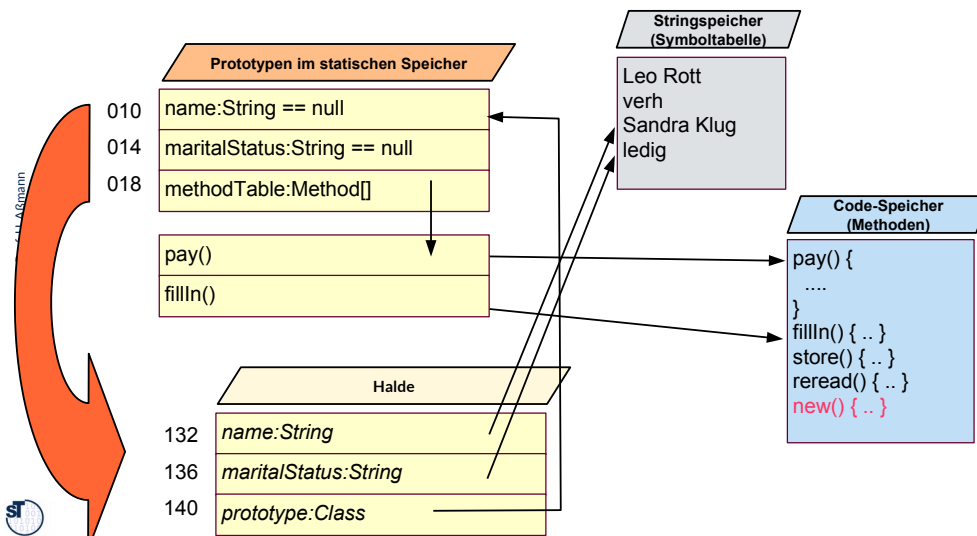 Prototypen im statischen Speicher
010
name:String == null
014
maritalStatus:String == null
018
methodTable:Method[]
pay()
fillIn()
Stringspeicher
(Symboltabelle)
Leo Rott
verh
Sandra Klug
ledig
Code-Speicher
(Methoden)
pay() {
....
}
fillIn() { .. }
store() { .. }
reread() { .. }
new() { .. }
Halde
132
name:String
136
maritalStatus:String
140
prototype:Class
Aßmann
ST